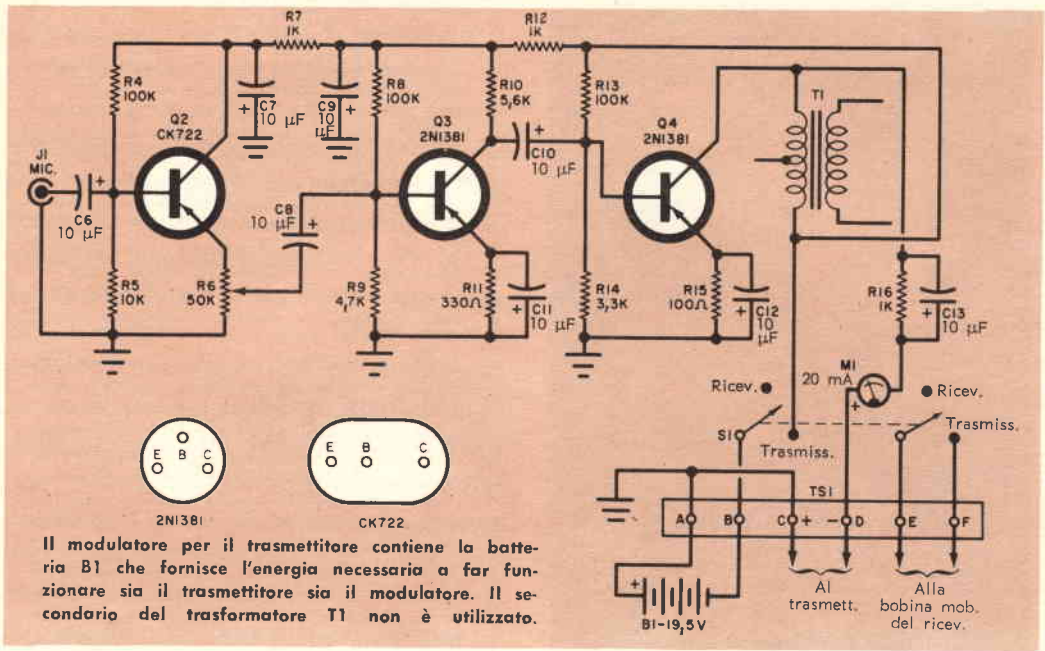 R7
1K
R12
1K
R4
100K
Q2
CK722
C7
+
10 µF
C9
+
10
µF
R8
100K
R10
5,6K
Q3
2N1381
+
C10
10 µF
R13
100K
Q4
2N1381
T1
J1
MIC.
+
C6
10 µF
R5
10K
R6
50K
C8
10 µF
+
R9
4,7K
R11
330Ω
+
C11
10 µF
R14
3,3K
R15
100Ω
+
C12
10
µF
R16
1K
+
C13
10 µF
M1
20 mA
+
Ricev.
Ricev.
S1
Trasmiss.
Trasmiss.
TS1
A
B
C +
- D
E
F
+
B1-19,5V
Al
trasmett.
Alla
bobina mob.
del ricev.
E
B
C
2N1381
E
B
C
CK722
Il modulatore per il trasmettitore contiene la batte-
ria B1 che fornisce l'energia necessaria a far fun-
zionare sia il trasmettitore sia il modulatore. Il se-
condario del trasformatore T1 non è utilizzato.